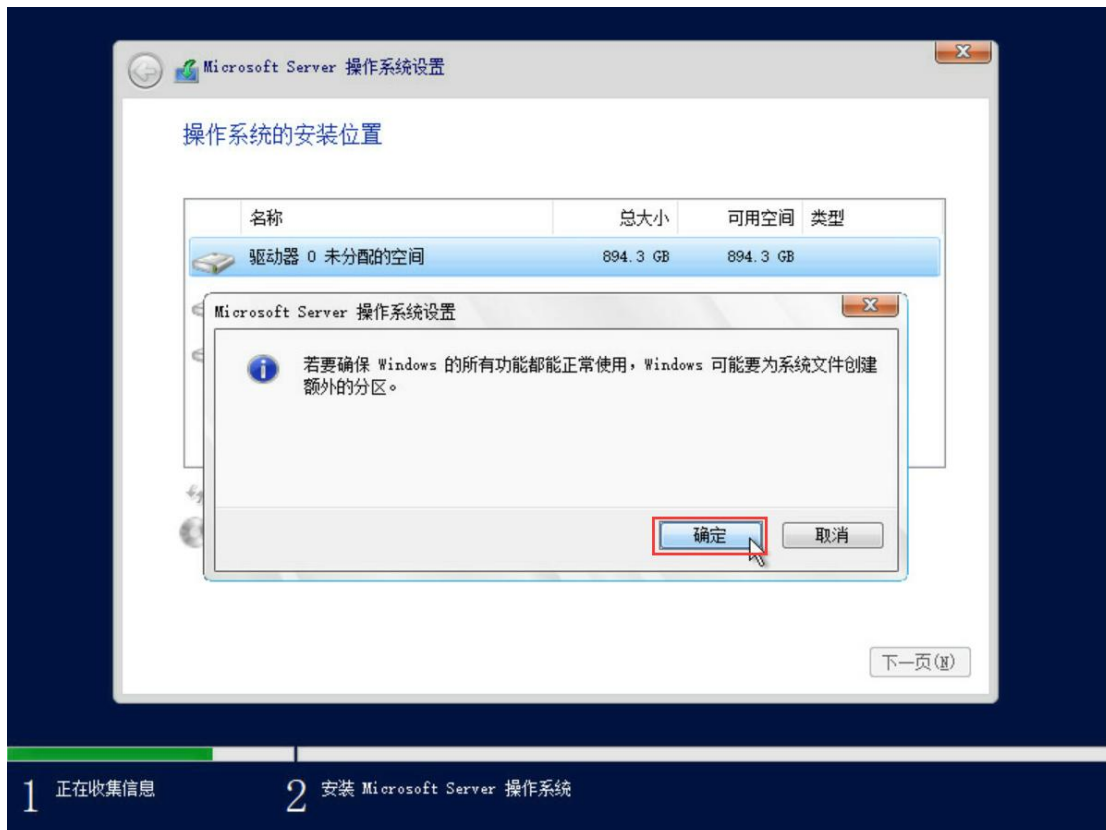 Microsoft Server 操作系统设置
操作系统的安装位置
名称 总大小 可用空间 类型
驱动器 0 未分配的空间 894.3 GB 894.3 GB
Microsoft Server 操作系统设置
若要确保 Windows 的所有功能都能正常使用，Windows 可能要为系统文件创建
额外的分区。
确定 取消
下一页(N)
1 正在收集信息 2 安装 Microsoft Server 操作系统